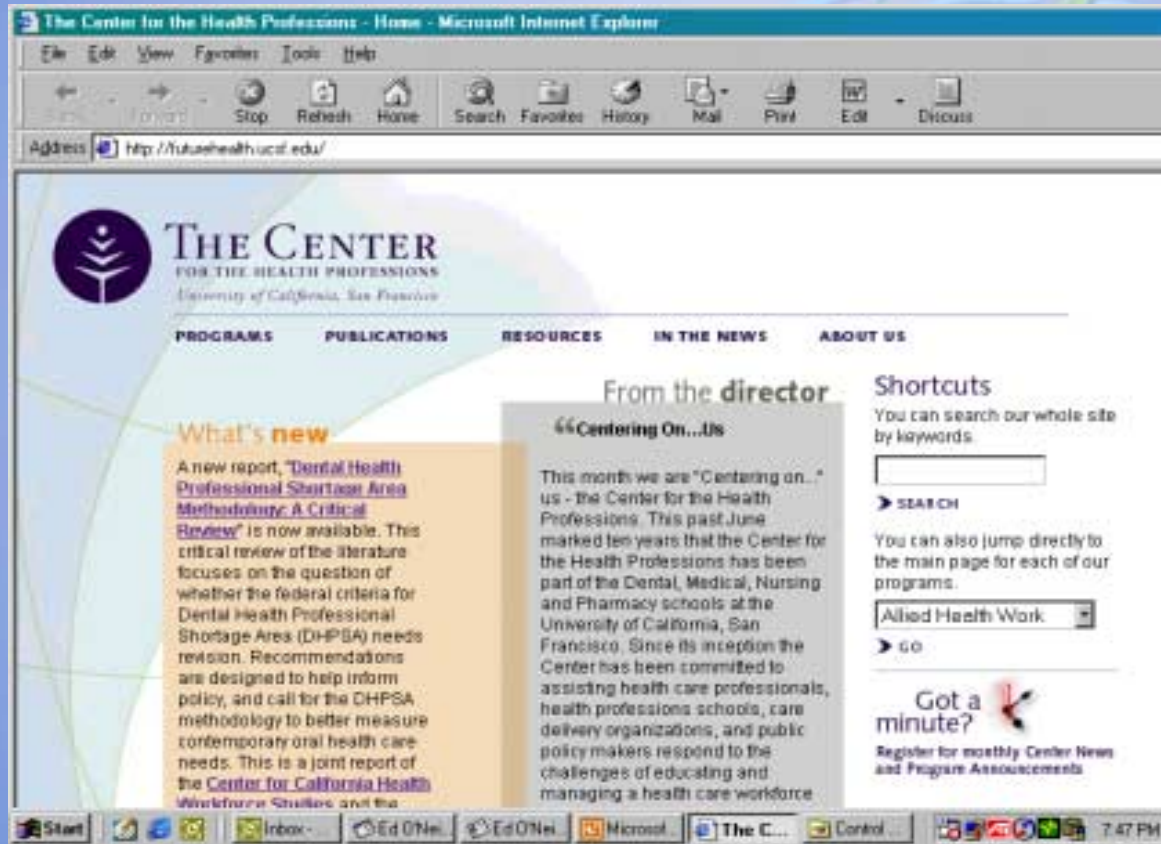 The Center for the Health Professions - Home - Microsoft Internet Explorer
File Edit View Favorites Tools Help
Back Forward Stop Refresh Home Search Favorites History Mail Print Edit Discuss
Address http://futurehealth.ucsf.edu/
THE CENTER
FOR THE HEALTH PROFESSIONS
University of California, San Francisco
PROGRAMS PUBLICATIONS RESOURCES IN THE NEWS ABOUT US
What's new
A new report, "Dental Health
Professional Shortage Area
Methodology: A Critical
Review" is now available. This
critical review of the literature
focuses on the question of
whether the federal criteria for
Dental Health Professional
Shortage Area (DHPSA) needs
revision. Recommendations
are designed to help inform
policy, and call for the DHPSA
methodology to better measure
contemporary oral health care
needs. This is a joint report of
the Center for California Health
Workforce Studies and the
From the director
“Centering On...Us
This month we are "Centering on..."
us - the Center for the Health
Professions. This past June
marked ten years that the Center for
the Health Professions has been
part of the Dental, Medical, Nursing
and Pharmacy schools at the
University of California, San
Francisco. Since its inception the
Center has been committed to
assisting health care professionals,
health professions schools, care
delivery organizations, and public
policy makers respond to the
challenges of educating and
managing a health care workforce
Shortcuts
You can search our whole site
by keywords.
SEARCH
You can also jump directly to
the main page for each of our
programs.
Allied Health Work
GO
Got a
minute?
Register for monthly Center News
and Program Announcements
Start Inbox - ... Ed O'Nei... Ed O'Nei... Microsof... The C... Control ... 7:47 PM